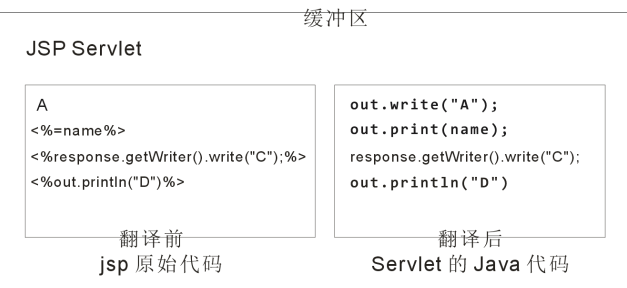 缓冲区
JSP Servlet
A
<%=name%>
<%response.getWriter().write("C");%>
<%out.println("D")%>
翻译前
jsp 原始代码
out.write("A");
out.print(name);
response.getWriter().write("C");
out.println("D")
翻译后
Servlet 的 Java 代码